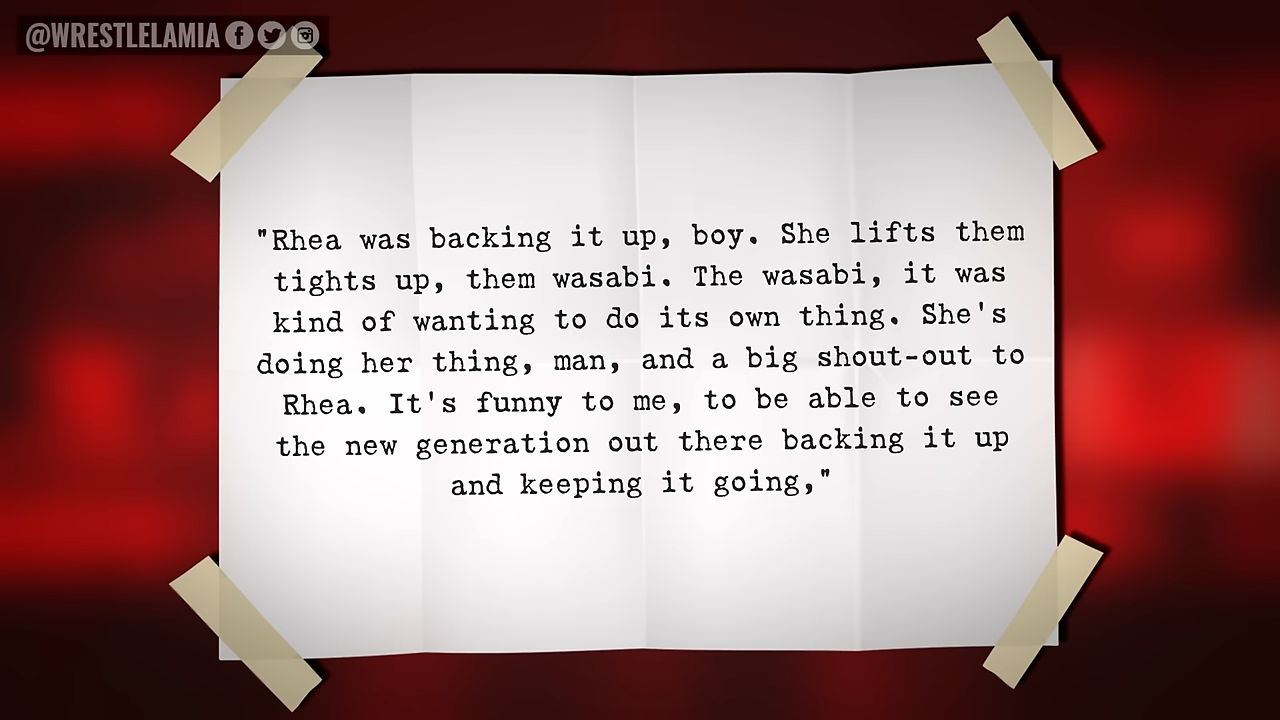 @WRESTLELAMIA
"Rhea was backing it up, boy. She lifts them
tights up, them wasabi. The wasabi, it was
kind of wanting to do its own thing. She's
doing her thing, man, and a big shout-out to
Rhea. It's funny to me, to be able to see
the new generation out there backing it up
and keeping it going,"